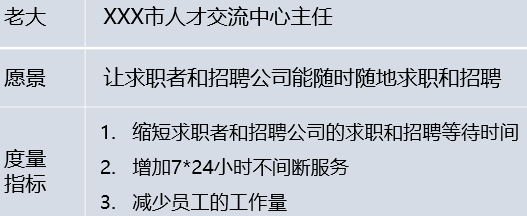 老大 XXX市人才交流中心主任
愿景 让求职者和招聘公司能随时随地求职和招聘
度量
指标
1. 缩短求职者和招聘公司的求职和招聘等待时间
2. 增加7*24小时不间断服务
3. 减少员工的工作量